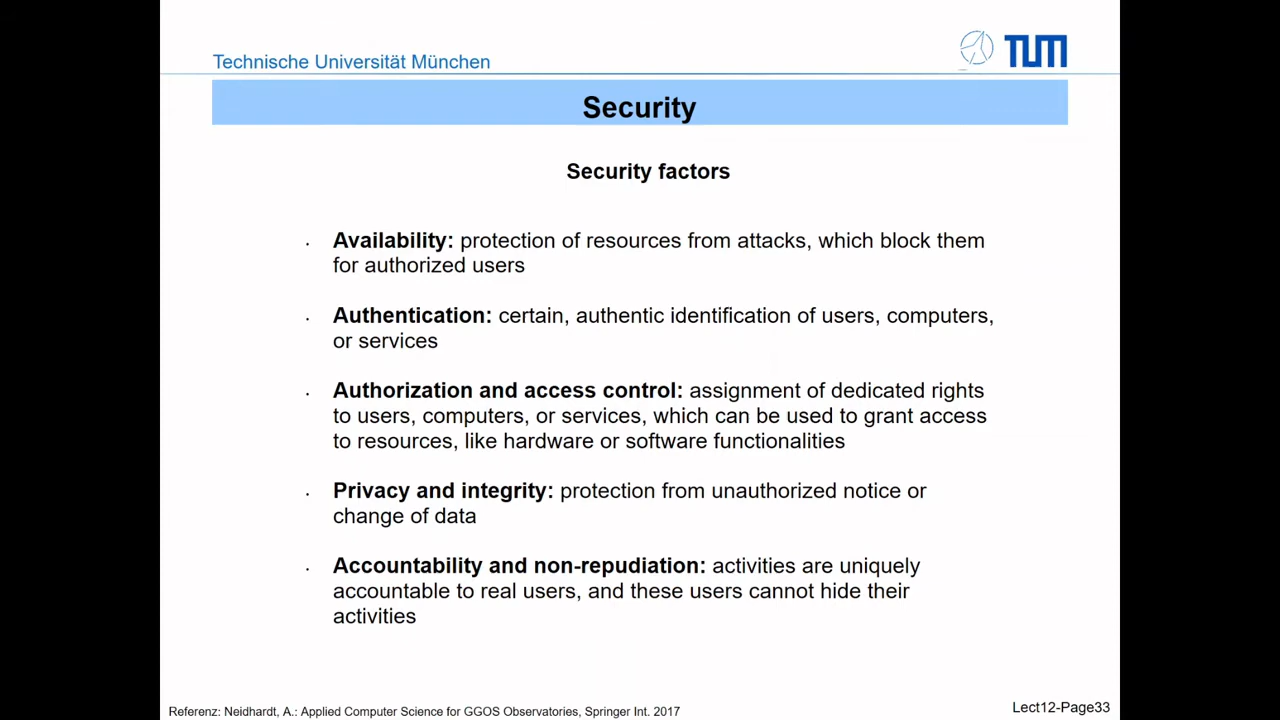 Technische Universität München
TUM
Security
Security factors
Availability: protection of resources from attacks, which block them
for authorized users
Authentication: certain, authentic identification of users, computers,
or services
Authorization and access control: assignment of dedicated rights
to users, computers, or services, which can be used to grant access
to resources, like hardware or software functionalities
Privacy and integrity: protection from unauthorized notice or
change of data
Accountability and non-repudiation: activities are uniquely
accountable to real users, and these users cannot hide their
activities
Referenz: Neidhardt, A.: Applied Computer Science for GGOS Observatories, Springer Int. 2017
Lect12-Page33